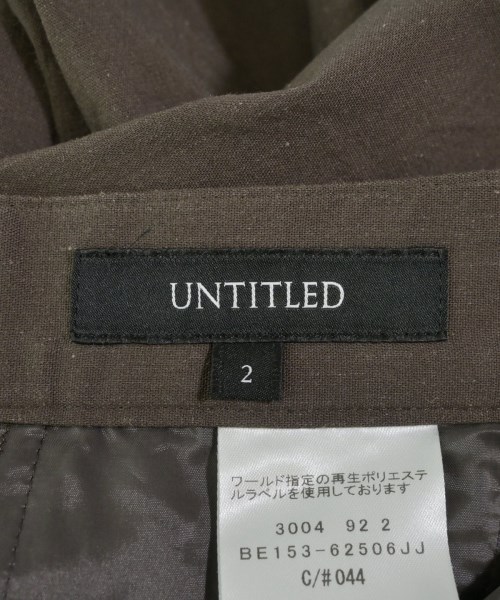 UNTITLED
2
ワールド指定の再生ポリエステ
ルラベルを使用しております
3004 92 2
BE153-62506JJ
C/#044